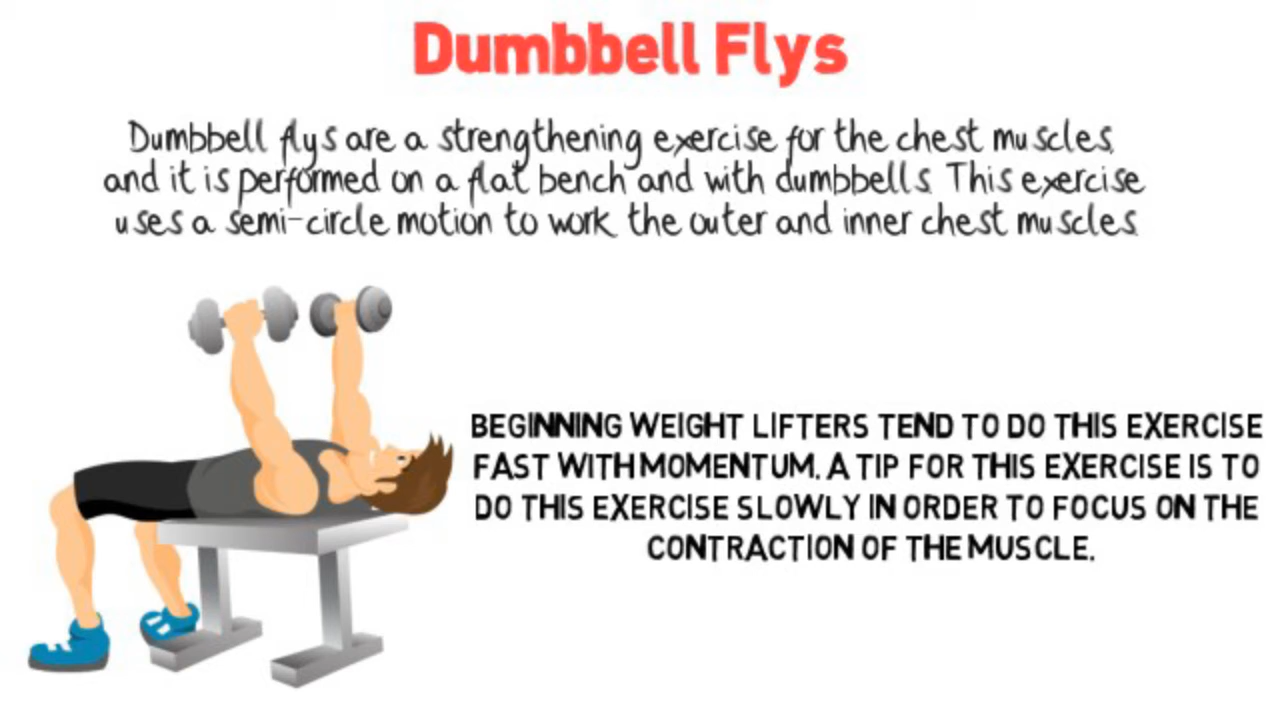 Dumbbell Flys
Dumbbell flys are a strengthening exercise for the chest muscles,
and it is performed on a flat bench and with dumbbells. This exercise
uses a semi-circle motion to work the outer and inner chest muscles.
BEGINNING WEIGHT LIFTERS TEND TO DO THIS EXERCISE
FAST WITH MOMENTUM. A TIP FOR THIS EXERCISE IS TO
DO THIS EXERCISE SLOWLY IN ORDER TO FOCUS ON THE
CONTRACTION OF THE MUSCLE.